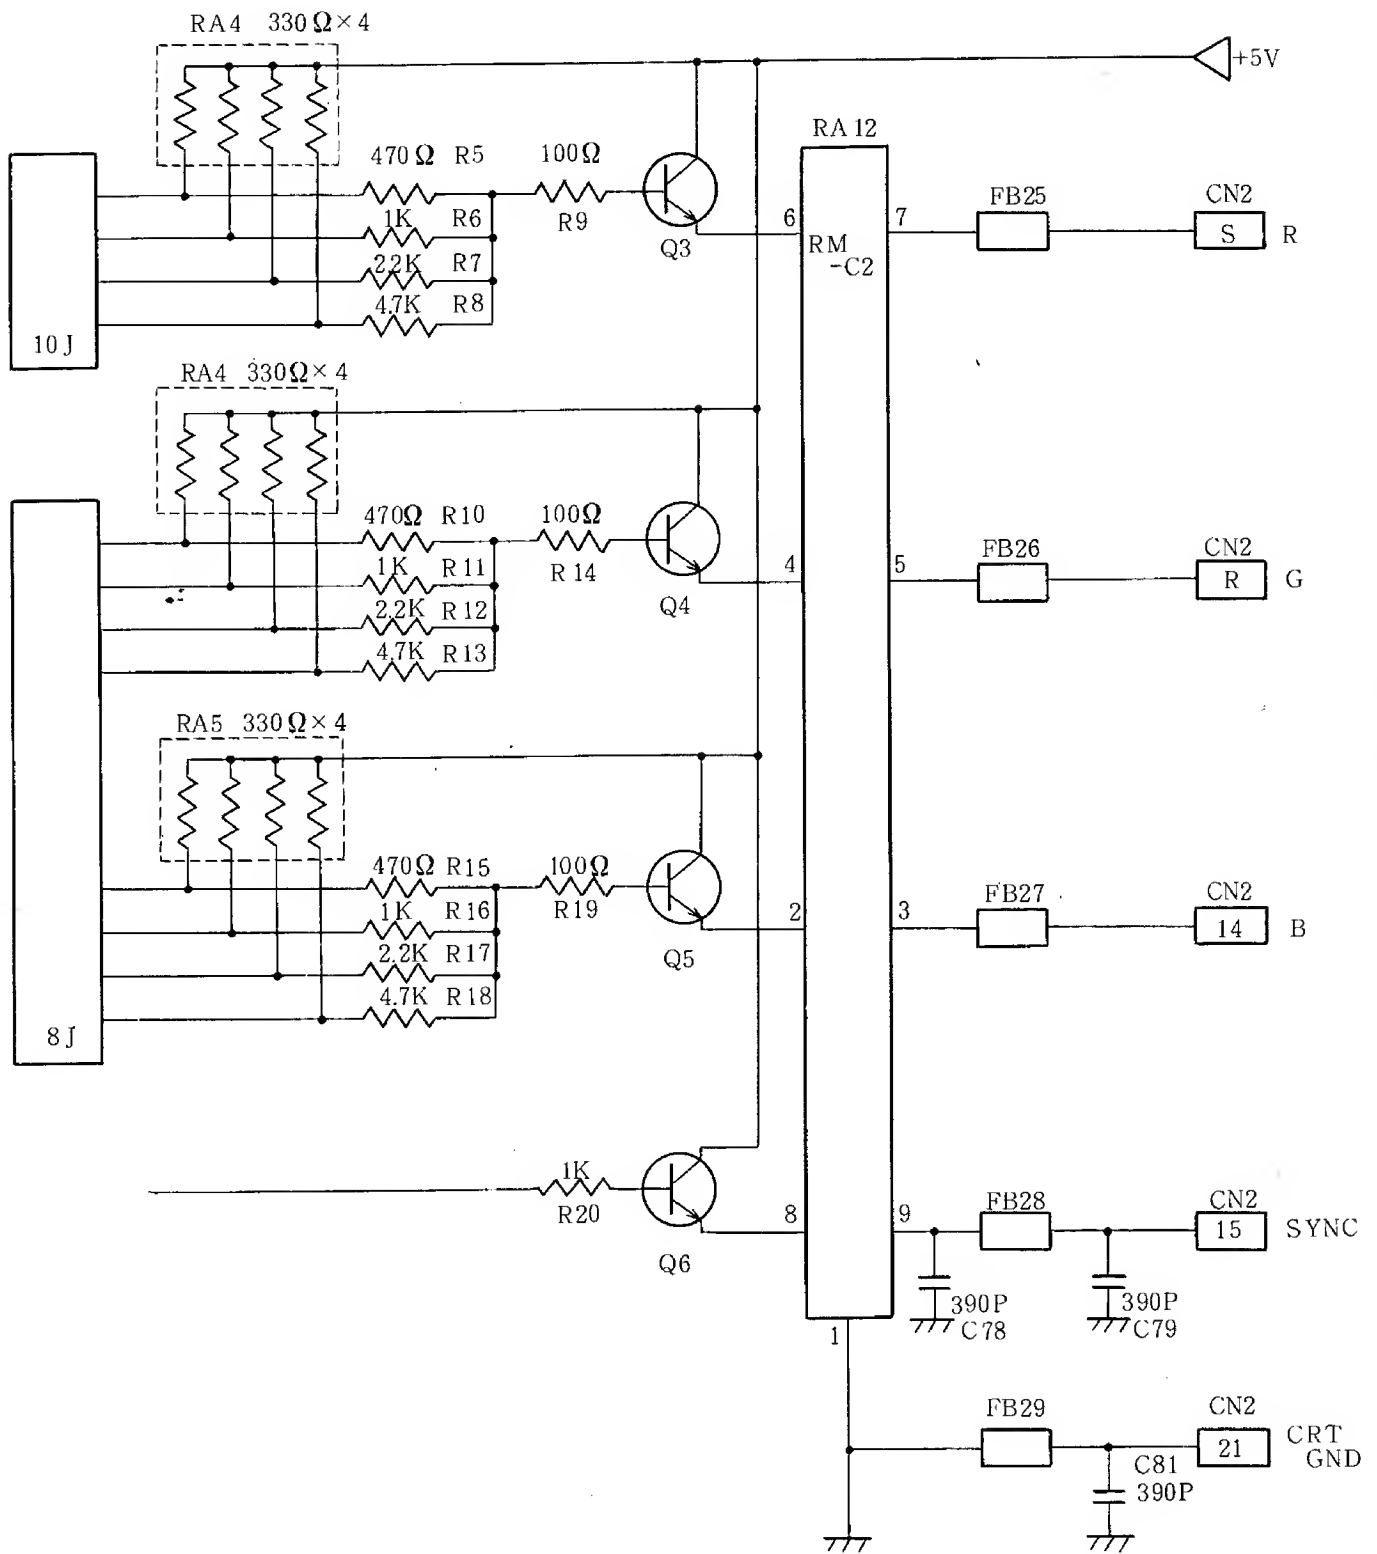 RA4 330Ω×4
+5V
RA12
470Ω R5 100Ω
FB25 CN2
1K R6 R9 6 7 S R
Q3 RM
-C2
22K R7
4.7K R8
10J
RA4 330Ω×4
470Ω R10 100Ω
FB26 CN2
1K R11 R14 4 5 R G
2.2K R12 Q4
4.7K R13
RA5 330Ω×4
470Ω R15 100Ω
FB27 CN2
1K R16 R19 2 3 14 B
2.2K R17 Q5
4.7K R18
8J
1K
FB28 CN2
R20 8 9 15 SYNC
Q6
390P 390P
C78 C79
1
FB29 CN2
21 CRT
GND
C81
390P